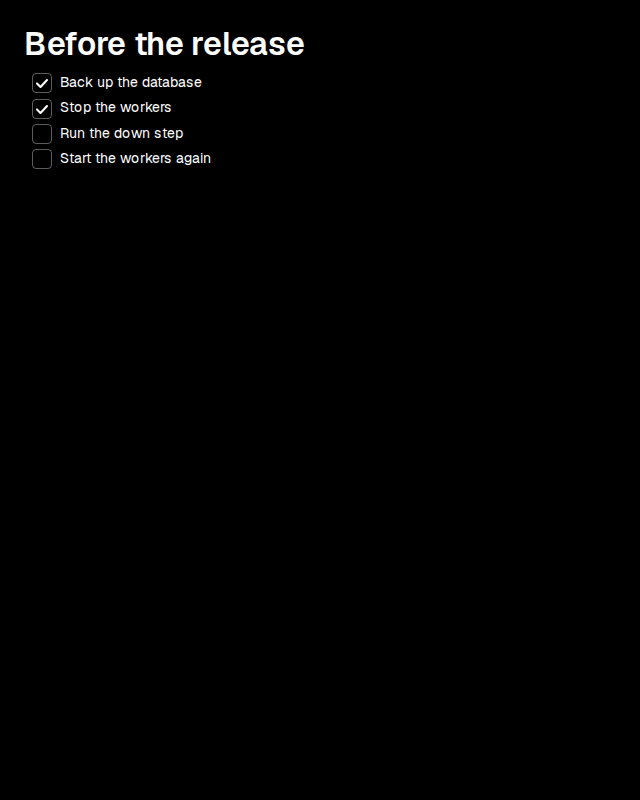 Before the release
Back up the database
Stop the workers
Run the down step
Start the workers again